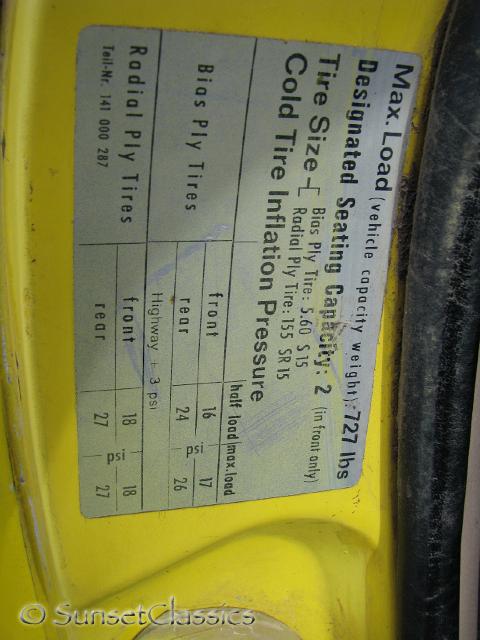 Max. Load (vehicle capacity weight): 727 lbs
Designated Seating Capacity: 2 (in front only)
Tire Size - [ Bias Ply Tire: 5.60 S 15
Radial Ply Tire: 155 SR 15
Cold Tire Inflation Pressure
half load max. load
Bias Ply Tires front 16 psi 17
rear 24 26
Highway + 3 psi
Radial Ply Tires front 18 psi 18
rear 27 27
Teil-Nr. 141 000 287
© SunsetClassics